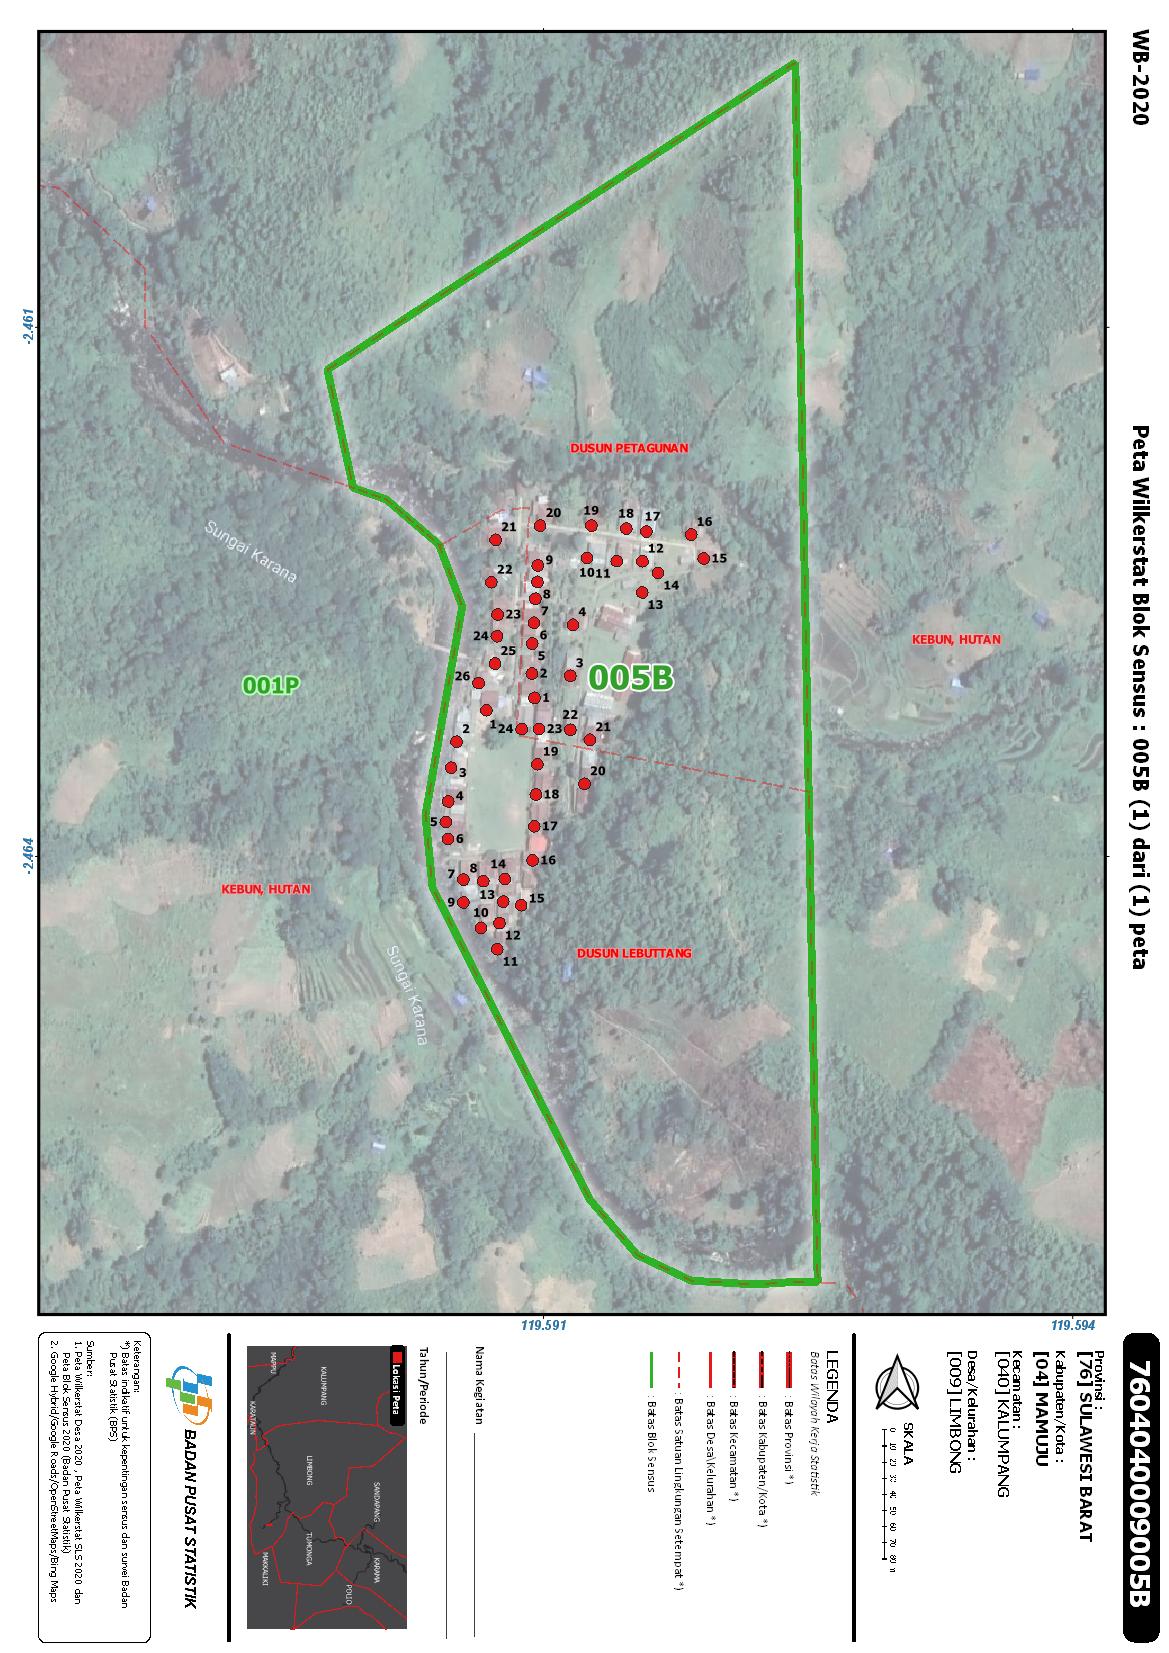 WB-2020
Peta Wilkerstat Blok Sensus : 005B (1) dari (1) peta
7604040009005B
Provinsi :
[76] SULAWESI BARAT
Kabupaten/Kota :
[04] MAMUJU
Kecamatan :
[040] KALUMPANG
Desa/Kelurahan :
[009] LIMBONG
SKALA
0 10 20 30 40 50 60 70 80 m
LEGENDA
Batas Wilayah Kerja Statistik
: Batas Provinsi *)
: Batas Kabupaten/Kota *)
: Batas Kecamatan *)
: Batas Desa\Kelurahan *)
: Batas Satuan Lingkungan Setempat *)
: Batas Blok Sensus
Nama Kegiatan
Tahun/Periode
Lokasi Peta
KALUMPANG
MAPPU
KARATAUN
LIMBONG
SANDAPANG
TUMONGA
KARAMA
MAKKALIKI
POLIO
BADAN PUSAT STATISTIK
Keterangan:
*) Batas indikatif untuk kepentingan sensus dan survei Badan
Pusat Statistik (BPS)
Sumber:
1. Peta Wilkerstat Desa 2020 , Peta Wilkerstat SLS 2020 dan
Peta Blok Sensus 2020 (Badan Pusat Statistik)
2. Google Hybrid/Google Roads/OpenStreetMaps/Bing Maps
-2.461
-2.464
119.591
119.594
DUSUN PETAGUNAN
KEBUN, HUTAN
005B
001P
KEBUN, HUTAN
DUSUN LEBUTTANG
Sungai Karana
Sungai Karana
21
20
19
18
17
16
9
10
11
12
15
14
22
8
13
23
7
4
24
6
25
5
3
26
2
1
1
24
23
22
21
2
19
20
3
4
18
5
6
17
16
7
8
14
9
13
15
10
12
11